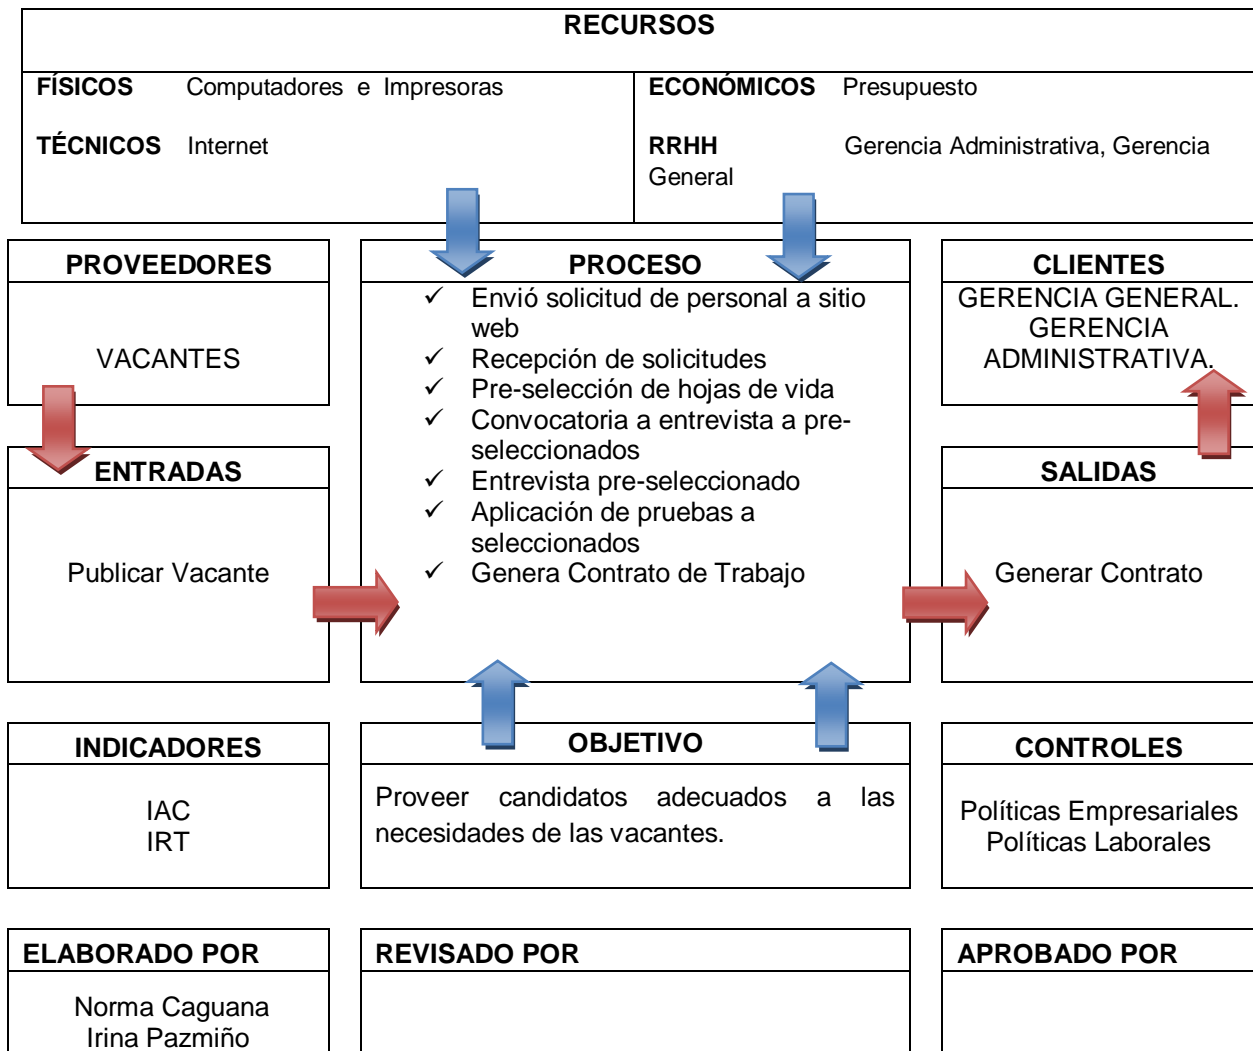 RECURSOS
FÍSICOS Computadores e Impresoras
TÉCNICOS Internet
ECONÓMICOS Presupuesto
RRHH Gerencia Administrativa, Gerencia
General
PROVEEDORES
VACANTES
PROCESO
✓ Envió solicitud de personal a sitio
web
✓ Recepción de solicitudes
✓ Pre-selección de hojas de vida
✓ Convocatoria a entrevista a pre-
seleccionados
✓ Entrevista pre-seleccionado
✓ Aplicación de pruebas a
seleccionados
✓ Genera Contrato de Trabajo
CLIENTES
GERENCIA GENERAL.
GERENCIA
ADMINISTRATIVA.
ENTRADAS
Publicar Vacante
SALIDAS
Generar Contrato
INDICADORES
IAC
IRT
OBJETIVO
Proveer candidatos adecuados a las
necesidades de las vacantes.
CONTROLES
Políticas Empresariales
Políticas Laborales
ELABORADO POR
Norma Caguana
Irina Pazmiño
REVISADO POR
APROBADO POR